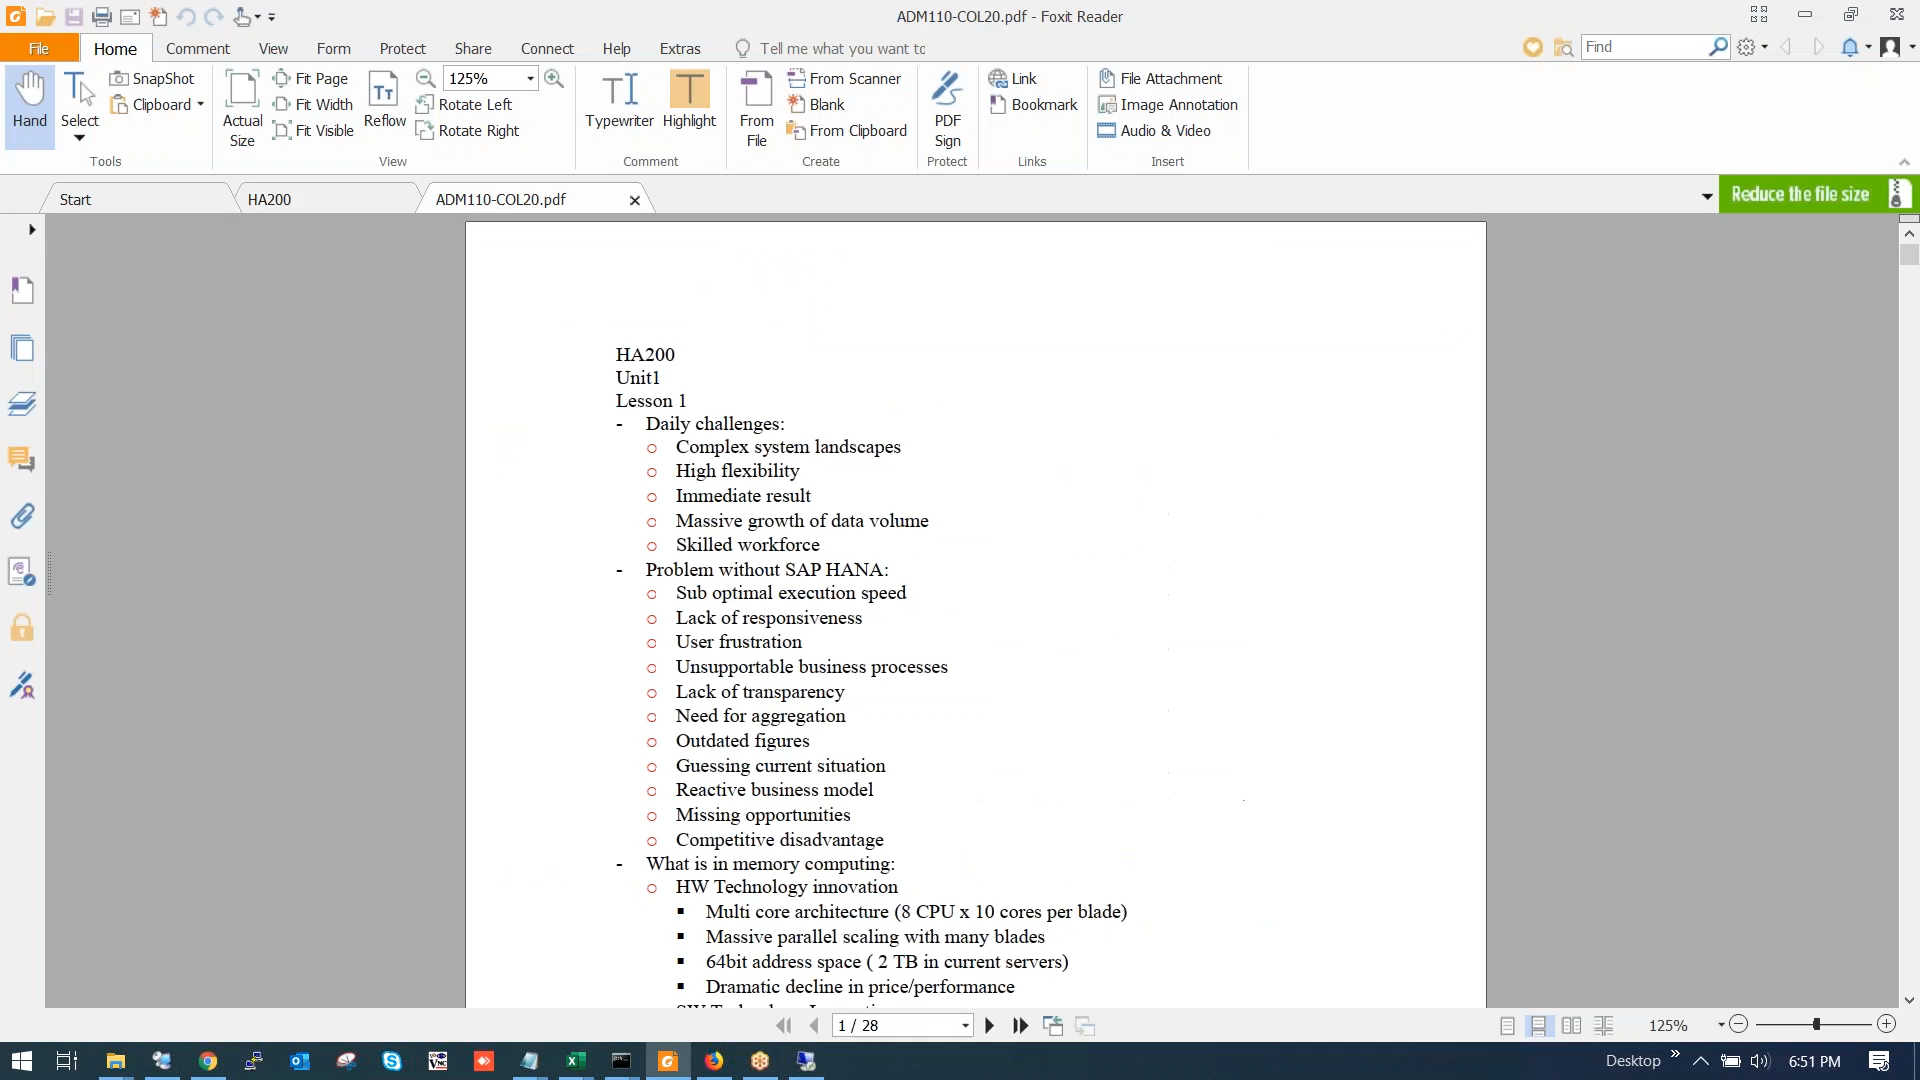 ADM110-COL20.pdf - Foxit Reader
File Home Comment View Form Protect Share Connect Help Extras Tell me what you want to Find
Hand Select SnapShot Clipboard
Tools
Actual Size Fit Page Fit Width Fit Visible Reflow 125% Rotate Left Rotate Right
View
Typewriter Highlight
Comment
From File From Scanner Blank From Clipboard
Create
PDF Sign
Protect
Link Bookmark
Links
File Attachment Image Annotation Audio & Video
Insert
Start HA200 ADM110-COL20.pdf Reduce the file size
HA200
Unit1
Lesson 1
- Daily challenges:
o Complex system landscapes
o High flexibility
o Immediate result
o Massive growth of data volume
o Skilled workforce
- Problem without SAP HANA:
o Sub optimal execution speed
o Lack of responsiveness
o User frustration
o Unsupportable business processes
o Lack of transparency
o Need for aggregation
o Outdated figures
o Guessing current situation
o Reactive business model
o Missing opportunities
o Competitive disadvantage
- What is in memory computing:
o HW Technology innovation
▪ Multi core architecture (8 CPU x 10 cores per blade)
▪ Massive parallel scaling with many blades
▪ 64bit address space ( 2 TB in current servers)
▪ Dramatic decline in price/performance
1 / 28 125%
Desktop 6:51 PM